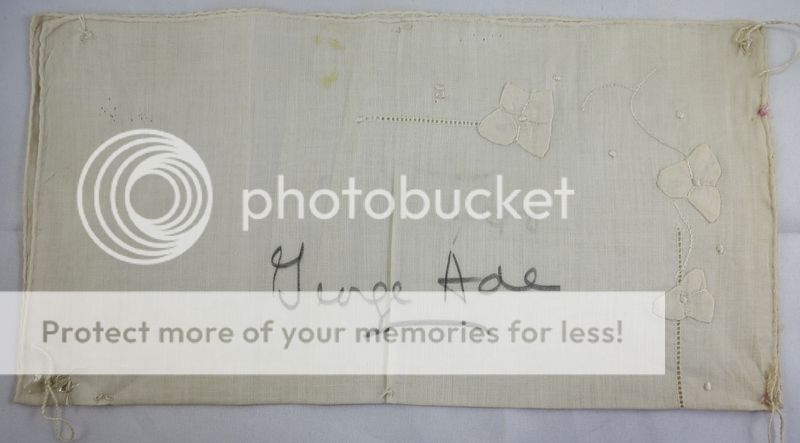 photobucket
George Ade
Protect more of your memories for less!